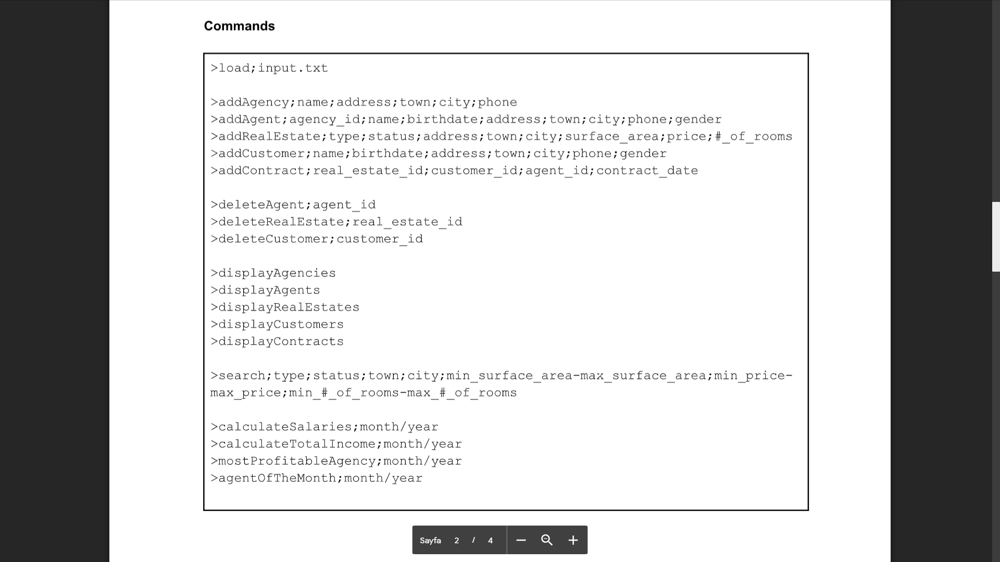 Commands
>load;input.txt
>addAgency;name;address;town;city;phone
>addAgent;agency_id;name;birthdate;address;town;city;phone;gender
>addRealEstate;type;status;address;town;city;surface_area;price;#_of_rooms
>addCustomer;name;birthdate;address;town;city;phone;gender
>addContract;real_estate_id;customer_id;agent_id;contract_date
>deleteAgent;agent_id
>deleteRealEstate;real_estate_id
>deleteCustomer;customer_id
>displayAgencies
>displayAgents
>displayRealEstates
>displayCustomers
>displayContracts
>search;type;status;town;city;min_surface_area-max_surface_area;min_price-
max_price;min_#_of_rooms-max_#_of_rooms
>calculateSalaries;month/year
>calculateTotalIncome;month/year
>mostProfitableAgency;month/year
>agentOfTheMonth;month/year
Sayfa 2 / 4